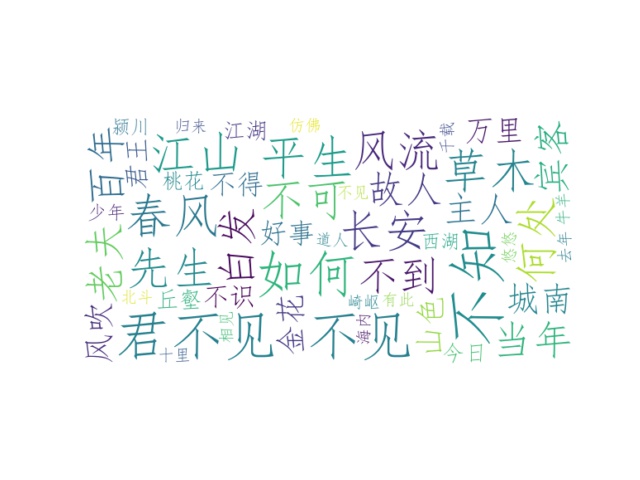 颍川
归来
江湖
仿佛
千载
万里
百年
君王
江山
平生
风流
草木
宾客
桃花
不得
不可
不见
故人
少年
春风
白发
好事
道人
长安
西湖
主人
不知
悠悠
何处
牛羊
去年
老夫
先生
如何
不到
北斗
丘壑
不识
金花
崎岖
有此
山色
城南
风吹
君不见
相见
不见
海内
十里
今日
当年